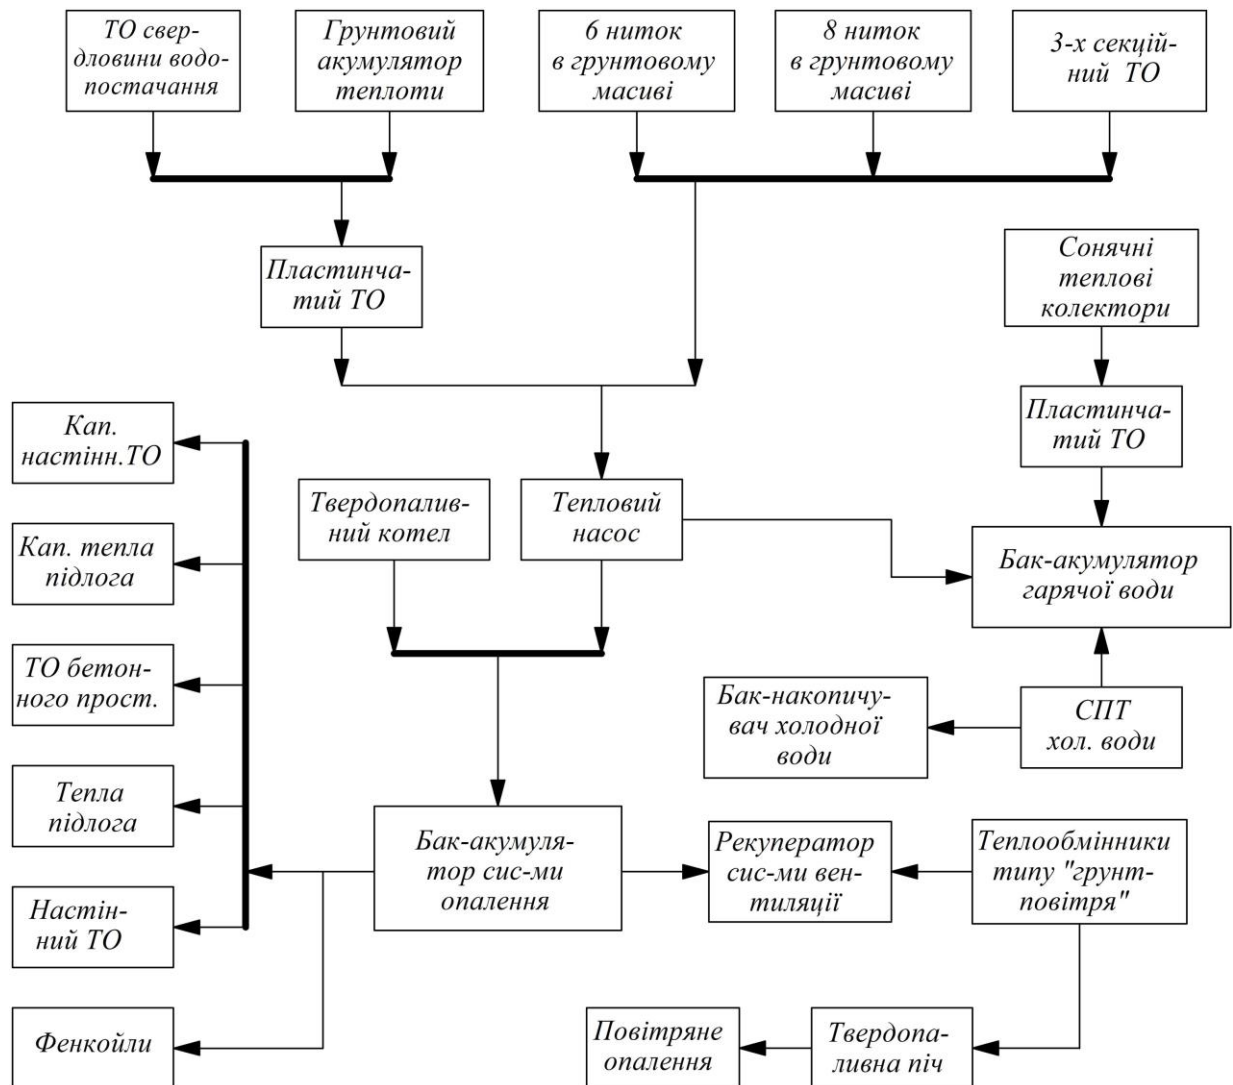 ТО свер-
дловини водо-
постачання
Грунтовий
акумулятор
теплоти
6 ниток
в грунтовому
масиві
8 ниток
в грунтовому
масиві
3-х секцій-
ний ТО
Пластинча-
тий ТО
Сонячні
теплові
колектори
Пластинча-
тий ТО
Кап.
настінн.ТО
Твердопалив-
ний котел
Тепловий
насос
Кап. тепла
підлога
Бак-акумулятор
гарячої води
ТО бетон-
ного прост.
Бак-накопичу-
вач холодної
води
СПТ
хол. води
Тепла
підлога
Бак-акумуля-
тор сис-ми
опалення
Рекуператор
сис-ми вен-
тиляції
Теплообмінники
типу "грунт-
повітря"
Настін-
ний ТО
Фенкойли
Повітряне
опалення
Твердопа-
ливна піч